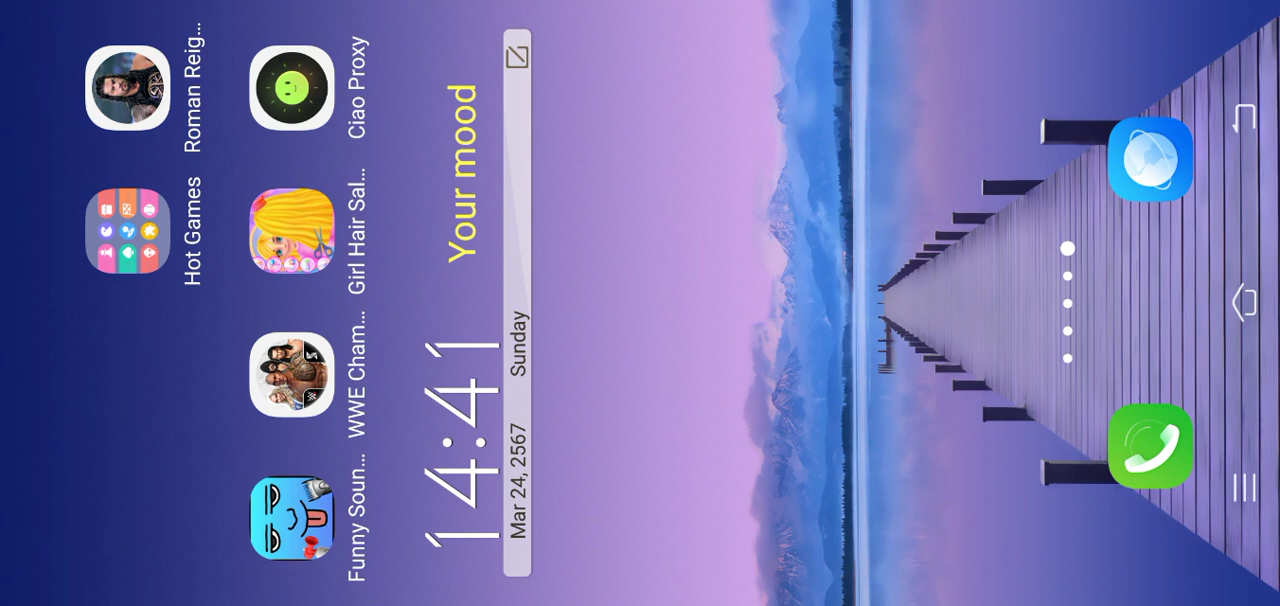 Hot Games Roman Reig...
Funny Soun... WWE Cham... Girl Hair Sal... Ciao Proxy
14:41 Your mood
Mar 24, 2567 Sunday